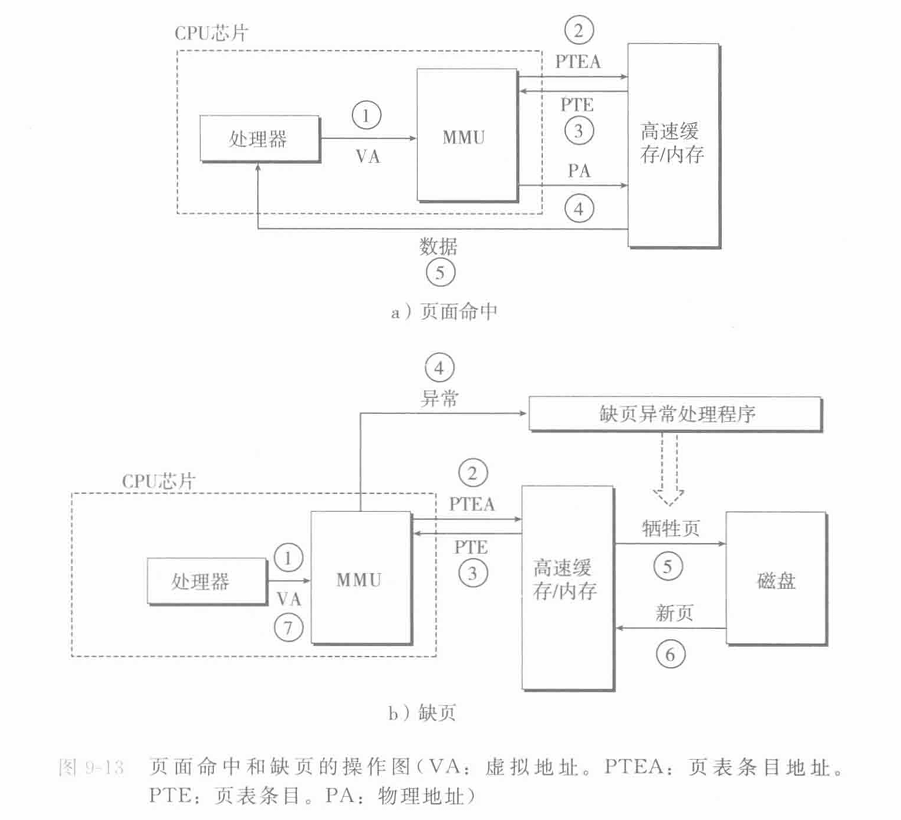 CPU芯片
②
PTEA
处理器
①
VA
MMU
PTE
③
高速缓
存/内存
PA
④
数据
⑤
a）页面命中
④
异常
缺页异常处理程序
CPU芯片
②
PTEA
处理器
①
VA
⑦
MMU
PTE
③
高速缓
存/内存
牺牲页
⑤
磁盘
新页
⑥
b）缺页
图 9-13 页面命中和缺页的操作图(VA：虚拟地址。PTEA：页表条目地址。
PTE：页表条目。PA：物理地址)